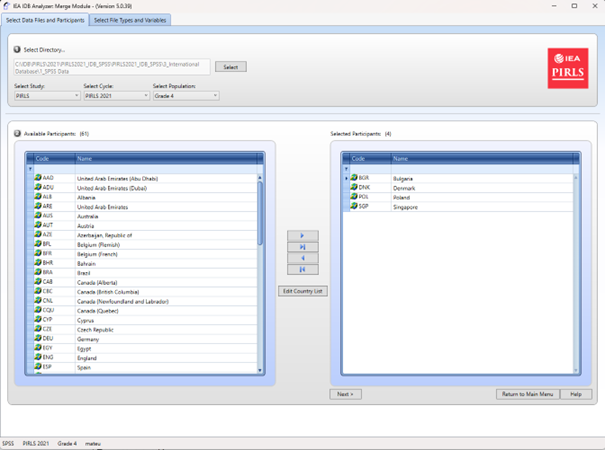 IEA IDB Analyzer: Merge Module - (Version 5.0.39)
Select Data Files and Participants Select File Types and Variables
Select Directory...
C:\IDB\PIRLS\2021\PIRLS2021_IDB_SPSS\PIRLS2021_IDB_SPSS\3_International Database\1_SPSS Data
Select
Select Study: Select Cycle: Select Population:
PIRLS PIRLS 2021 Grade 4
IEA
PIRLS
Available Participants: (61)
Code Name
AAD United Arab Emirates (Abu Dhabi)
ADU United Arab Emirates (Dubai)
ALB Albania
ARE United Arab Emirates
AUS Australia
AUT Austria
AZE Azerbaijan, Republic of
BFL Belgium (Flemish)
BFR Belgium (French)
BHR Bahrain
BRA Brazil
CAB Canada (Alberta)
CBC Canada (British Columbia)
CNL Canada (Newfoundland and Labrador)
CQU Canada (Quebec)
CYP Cyprus
CZE Czech Republic
DEU Germany
EGY Egypt
ENG England
ESP Spain
Edit Country List
Selected Participants: (4)
Code Name
BGR Bulgaria
DNK Denmark
POL Poland
SGP Singapore
Next > Return to Main Menu Help
SPSS PIRLS 2021 Grade 4 mateu